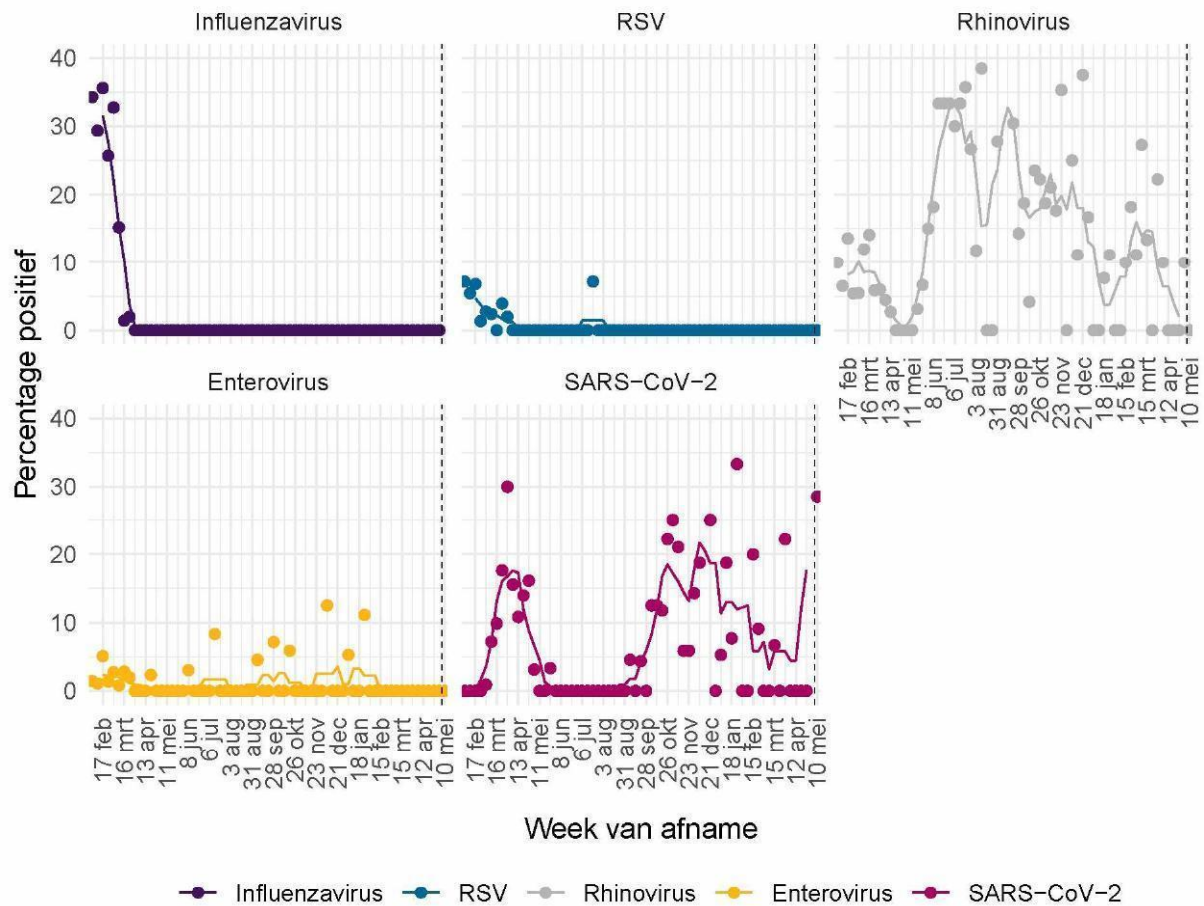 Influenzavirus
RSV
Rhinovirus
40
30
20
10
0
17 feb
16 mrt
13 apr
11 mei
8 jun
6 jul
3 aug
31 aug
28 sep
26 okt
23 nov
21 dec
18 jan
15 feb
15 mrt
12 apr
10 mei
Enterovirus
SARS−CoV−2
Percentage positief
40
30
20
10
0
17 feb
16 mrt
13 apr
11 mei
8 jun
6 jul
3 aug
31 aug
28 sep
26 okt
23 nov
21 dec
18 jan
15 feb
15 mrt
12 apr
10 mei
17 feb
16 mrt
13 apr
11 mei
8 jun
6 jul
3 aug
31 aug
28 sep
26 okt
23 nov
21 dec
18 jan
15 feb
15 mrt
12 apr
10 mei
Week van afname
Influenzavirus RSV Rhinovirus Enterovirus SARS−CoV−2